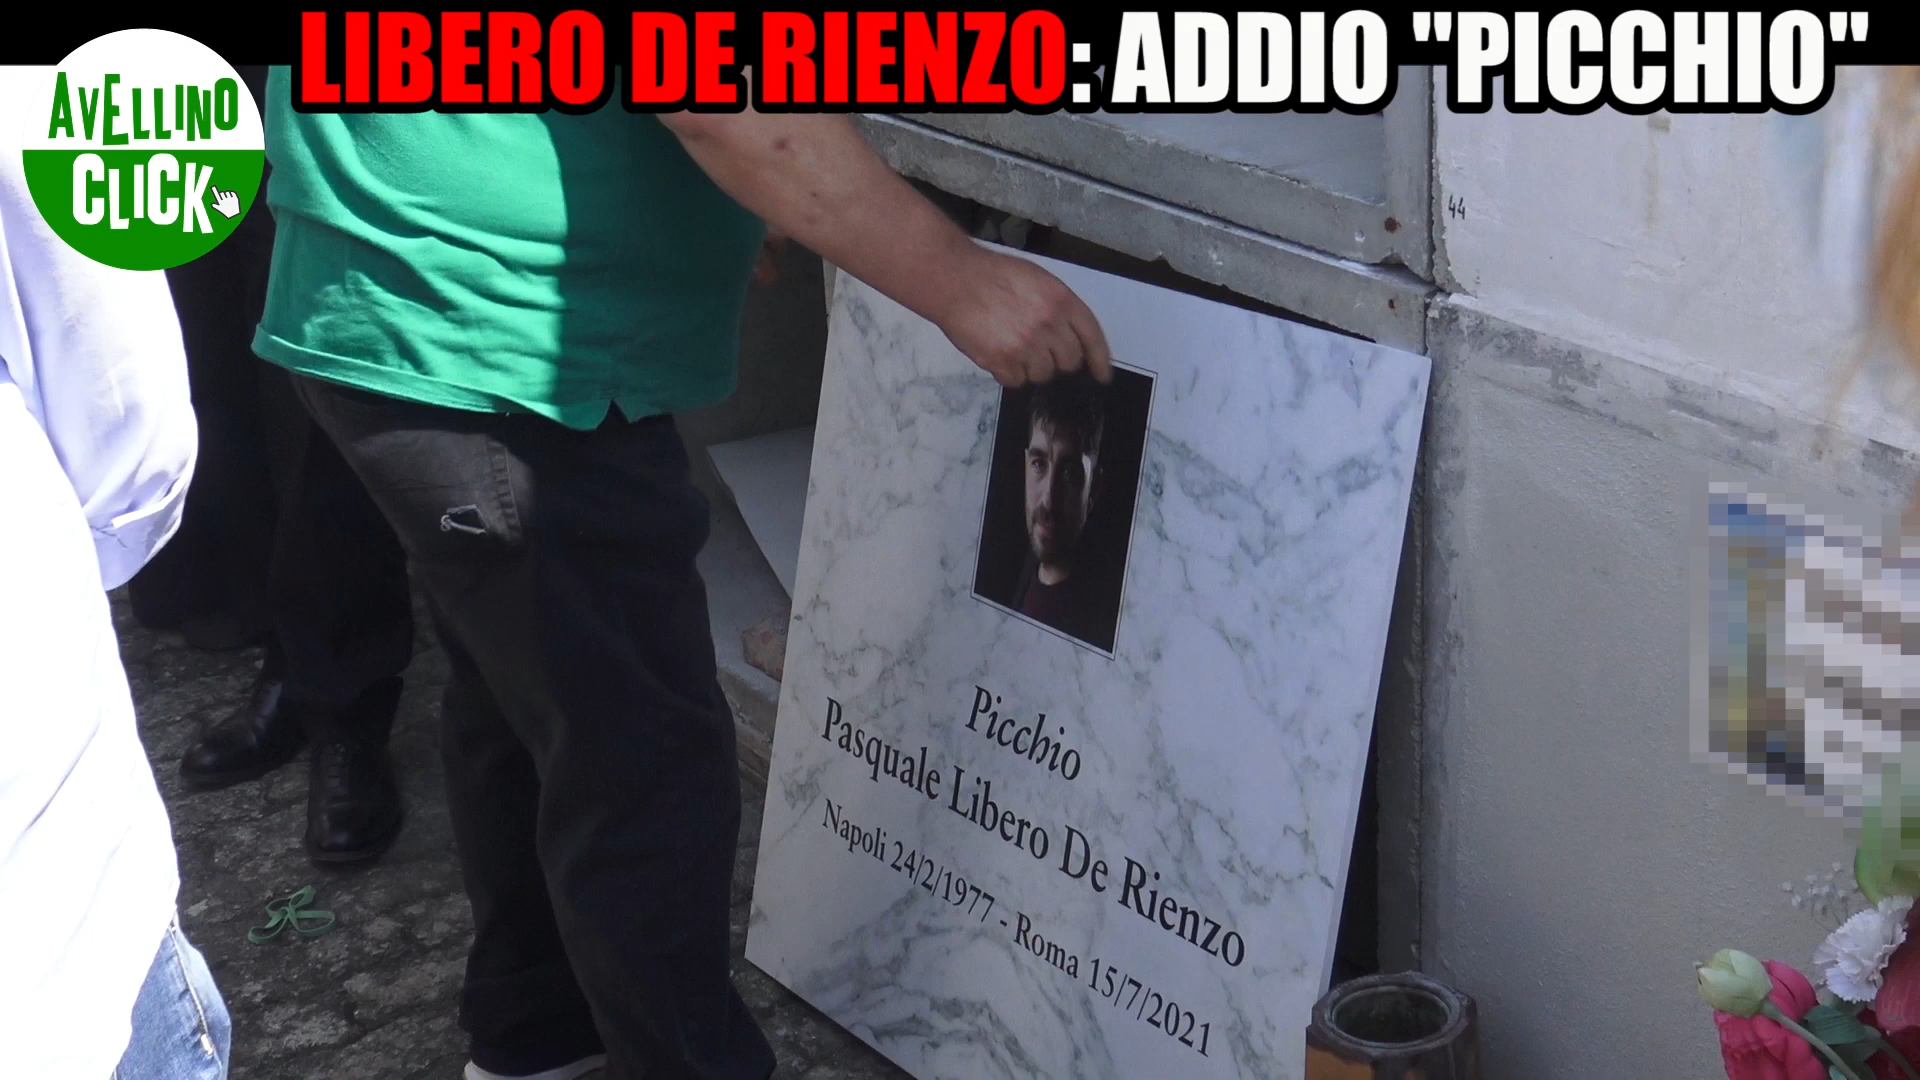 LIBERO DE RIENZO: ADDIO "PICCHIO"
AVELLINO
CLICK
44
Picchio
Pasquale Libero De Rienzo
Napoli 24/2/1977 - Roma 15/7/2021